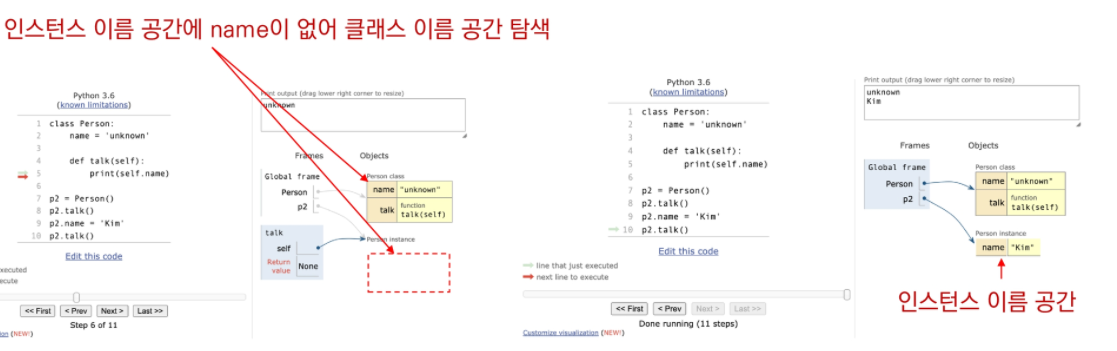 인스턴스 이름 공간에 name이 없어 클래스 이름 공간 탐색
Python 3.6
(known limitations)
1 class Person:
2 name = 'unknown'
3
4 def talk(self):
5 print(self.name)
6
7 p2 = Person()
8 p2.talk()
9 p2.name = 'Kim'
10 p2.talk()
Edit this code
executed
ecute
<< First < Prev Next > Last >>
Step 6 of 11
ion (NEW!)
Print output (drag lower right corner to resize)
unknown
Frames Objects
Global frame
Person
p2
talk
self
Return value None
Person class
name "unknown"
talk function talk(self)
Person instance
Python 3.6
(known limitations)
1 class Person:
2 name = 'unknown'
3
4 def talk(self):
5 print(self.name)
6
7 p2 = Person()
8 p2.talk()
9 p2.name = 'Kim'
10 p2.talk()
Edit this code
line that just executed
next line to execute
<< First < Prev Next > Last >>
Done running (11 steps)
Customize visualization (NEW!)
Print output (drag lower right corner to resize)
unknown
Kim
Frames Objects
Global frame
Person
p2
Person class
name "unknown"
talk function talk(self)
Person instance
name "Kim"
인스턴스 이름 공간